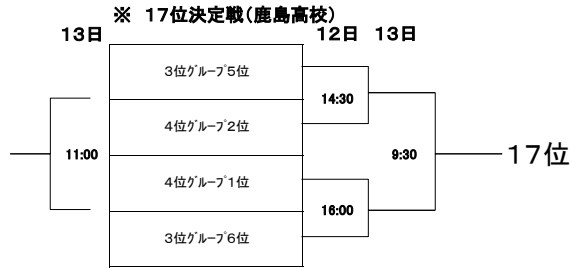 ※ 17位決定戦(鹿島高校)
13日
12日 13日
3位ｸﾞﾙｰﾌﾟ5位
14:30
4位ｸﾞﾙｰﾌﾟ2位
11:00
9:30
17位
4位ｸﾞﾙｰﾌﾟ1位
16:00
3位ｸﾞﾙｰﾌﾟ6位